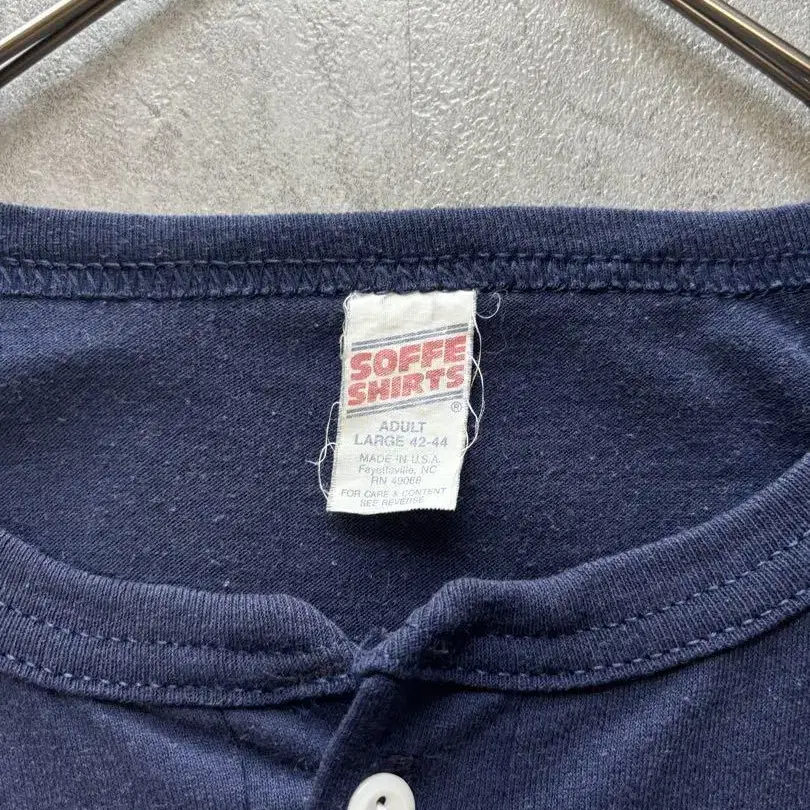 SOFFE
SHIRTS
®
ADULT
LARGE 42-44
MADE IN U.S.A.
Fayetteville, NC
RN 49068
FOR CARE & CONTENT
SEE REVERSE